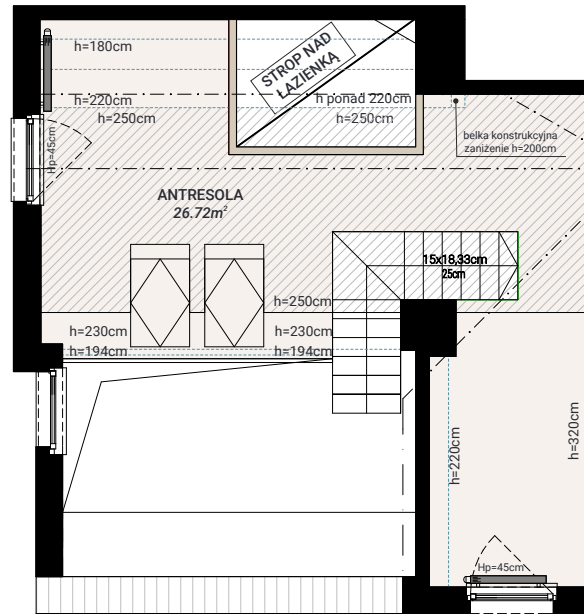 h=180cm
STROP NAD
ŁAZIENKĄ
h=220cm
h ponad 220cm
h=250cm
h=250cm
belka konstrukcyjna
zaniżenie h=200cm
Hp=45cm
ANTRESOLA
26.72m²
15x18,33cm
25cm
h=250cm
h=230cm
h=230cm
h=194cm
h=194cm
h=220cm
h=320cm
Hp=45cm